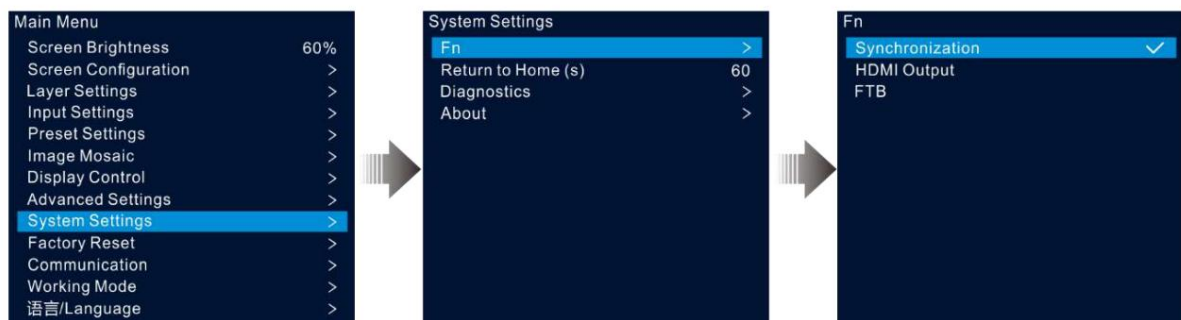 Main Menu
Screen Brightness 60%
Screen Configuration >
Layer Settings >
Input Settings >
Preset Settings >
Image Mosaic >
Display Control >
Advanced Settings >
System Settings >
Factory Reset >
Communication >
Working Mode >
语言/Language >
System Settings
Fn >
Return to Home (s) 60
Diagnostics >
About >
Fn
Synchronization ✓
HDMI Output
FTB